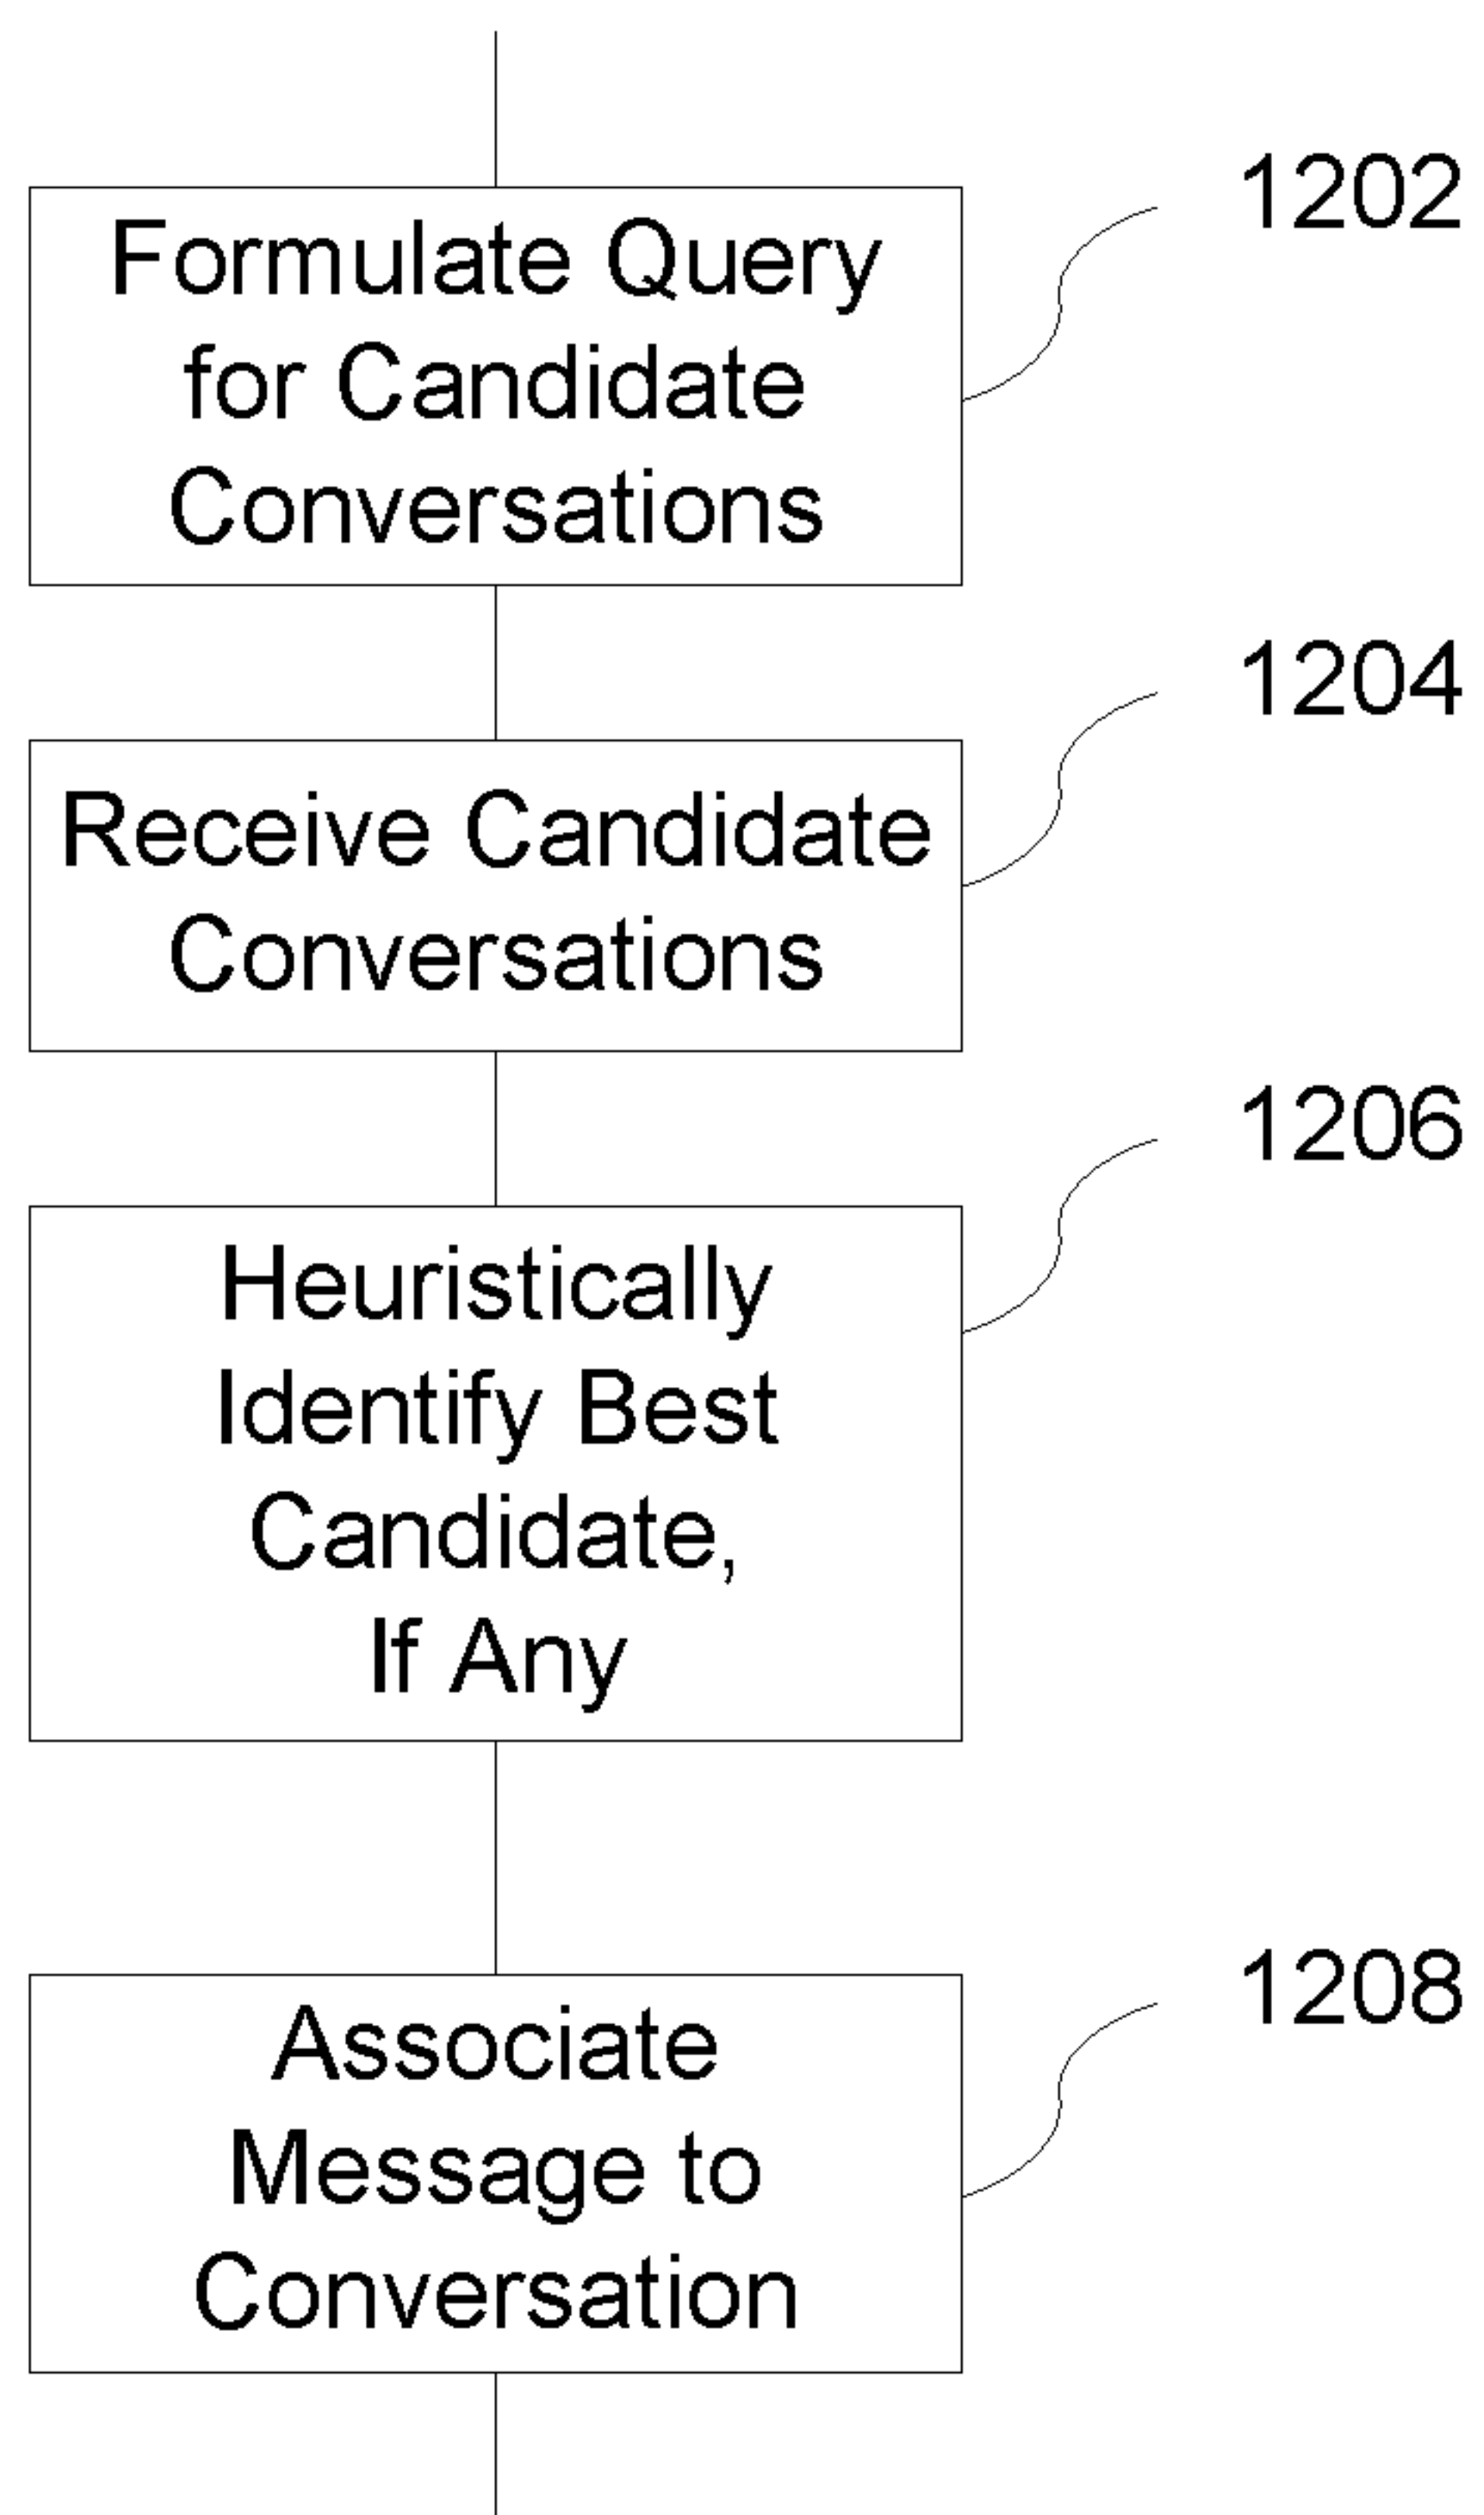 1202
Formulate Query
for Candidate
Conversations
1204
Receive Candidate
Conversations
1206
Heuristically
Identify Best
Candidate,
If Any
1208
Associate
Message to
Conversation